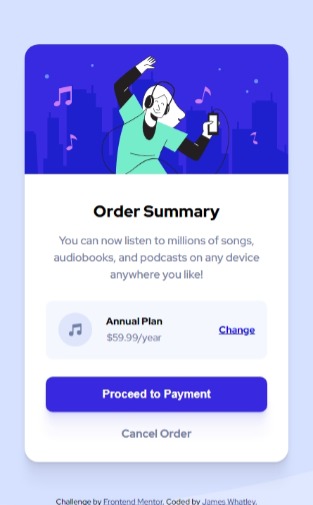 Order Summary
You can now listen to millions of songs,
audiobooks, and podcasts on any device
anywhere you like!
Annual Plan
$59.99/year
Change
Proceed to Payment
Cancel Order
Challenge by Frontend Mentor. Coded by James Whatley.